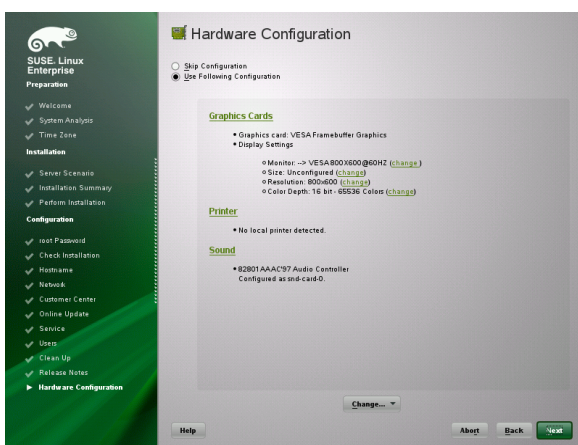 SUSE. Linux
Enterprise
Preparation
Welcome
System Analysis
Time Zone
Installation
Server Scenario
Installation Summary
Perform Installation
Configuration
root Password
Check Installation
Hostname
Network
Customer Center
Online Update
Service
Users
Clean Up
Release Notes
Hardware Configuration
Hardware Configuration
Skip Configuration
Use Following Configuration
Graphics Cards
Graphics card: VESA Framebuffer Graphics
Display Settings
Monitor: --> VESA 800X600@60HZ (change )
Size: Unconfigured (change)
Resolution: 800x600 (change)
Color Depth: 16 bit - 65536 Colors (change)
Printer
No local printer detected.
Sound
82801AA AC'97 Audio Controller
Configured as snd-card-0.
Change...
Help
Abort
Back
Next